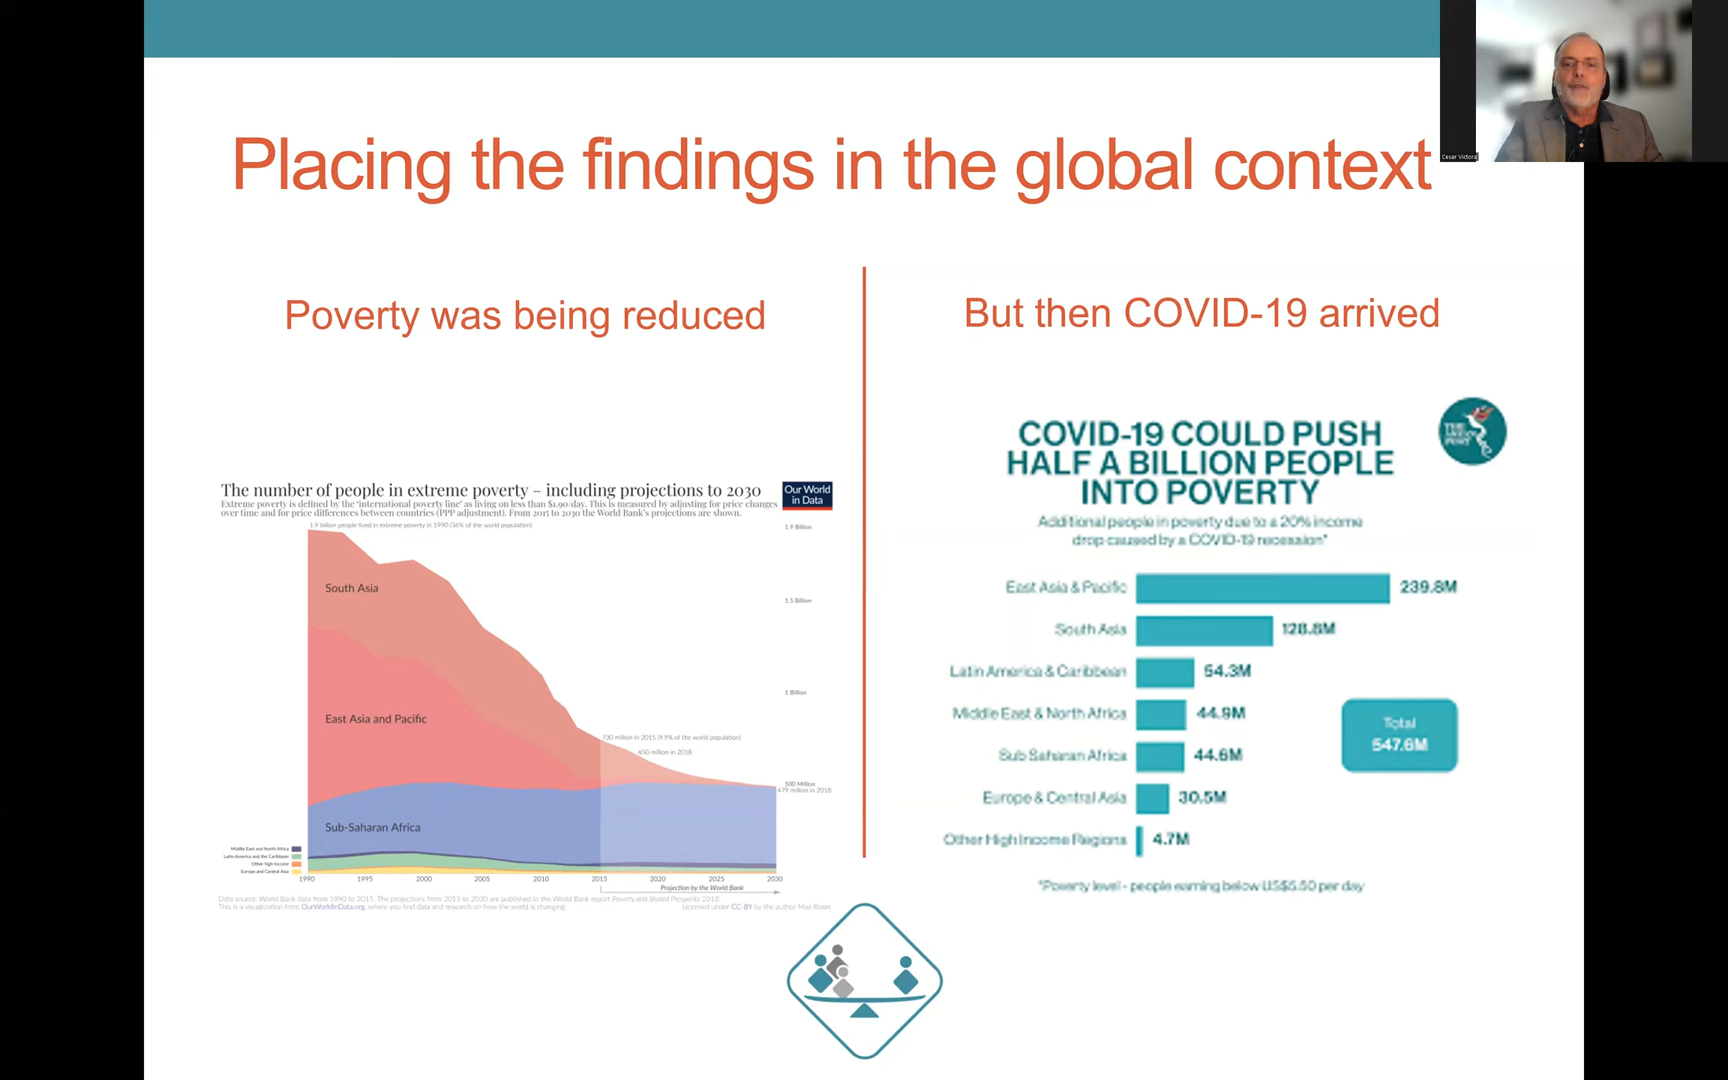 Placing the findings in the global context
Cesar Victora
Poverty was being reduced
The number of people in extreme poverty – including projections to 2030
Extreme poverty is defined by the 'international poverty line' as living on less than $1.90/day. This is measured by adjusting for price changes
over time and for price differences between countries (PPP adjustment). From 2015 to 2030 the World Bank's projections are shown.
Our World
in Data
1.9 billion people lived in extreme poverty in 1990 (36% of the world population)
1.9 Billion
South Asia
1.5 Billion
1 Billion
East Asia and Pacific
730 million in 2015 (9.9% of the world population)
650 million in 2018
500 Million
479 million in 2018
Sub-Saharan Africa
Middle East and North Africa
Latin America and the Caribbean
Other high Income
Europe and Central Asia
1990 1995 2000 2005 2010 2015 2020 2025 2030
Projection by the World Bank
Data source: World Bank data from 1990 to 2015. The projections from 2015 to 2030 are published in the World Bank report Poverty and Shared Prosperity 2018.
This is a visualization from OurWorldinData.org, where you find data and research on how the world is changing.
Licensed under CC-BY by the author Max Roser
But then COVID-19 arrived
COVID-19 COULD PUSH
HALF A BILLION PEOPLE
INTO POVERTY
Additional people in poverty due to a 20% income
drop caused by a COVID-19 recession*
East Asia & Pacific 239.8M
South Asia 128.8M
Latin America & Caribbean 54.3M
Middle East & North Africa 44.9M
Sub Saharan Africa 44.6M
Europe & Central Asia 30.5M
Other High Income Regions 4.7M
Total
547.6M
*Poverty level - people earning below US$5.50 per day